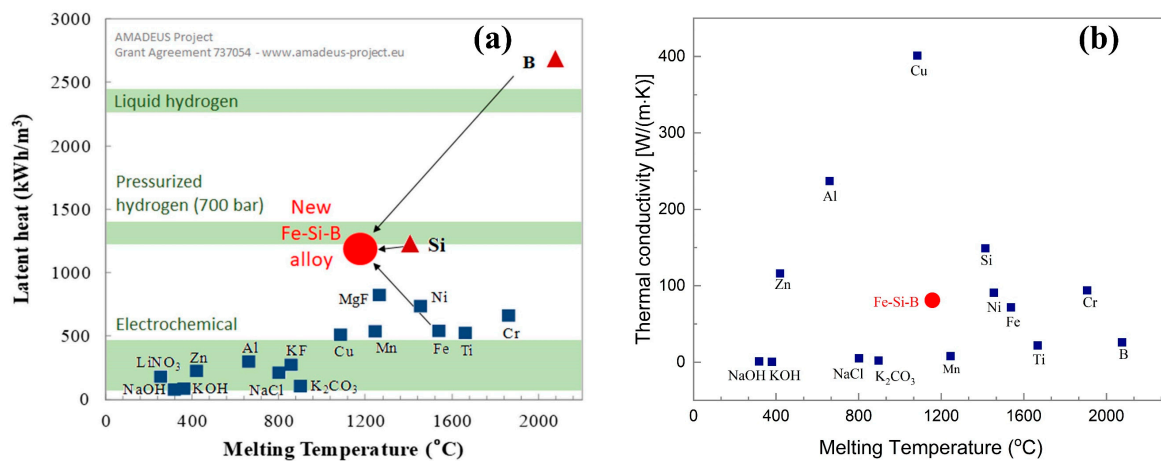 (a)
AMADEUS Project
Grant Agreement 737054 - www.amadeus-project.eu
3000
2500
2000
1500
1000
500
0
Latent heat (kWh/m³)
B
Liquid hydrogen
Pressurized
hydrogen (700 bar)
New
Fe-Si-B
alloy
Si
MgF
Ni
Electrochemical
Cu
Mn
Fe
Ti
Cr
LiNO₃
Zn
Al
KF
NaOH
KOH
NaCl
K₂CO₃
0
400
800
1200
1600
2000
Melting Temperature (°C)
(b)
Thermal conductivity [W/(m·K)]
400
300
200
100
0
Cu
Al
Zn
Si
Fe-Si-B
Ni
Fe
Cr
NaOH
KOH
NaCl
K₂CO₃
Mn
Ti
B
0
400
800
1200
1600
2000
Melting Temperature (°C)